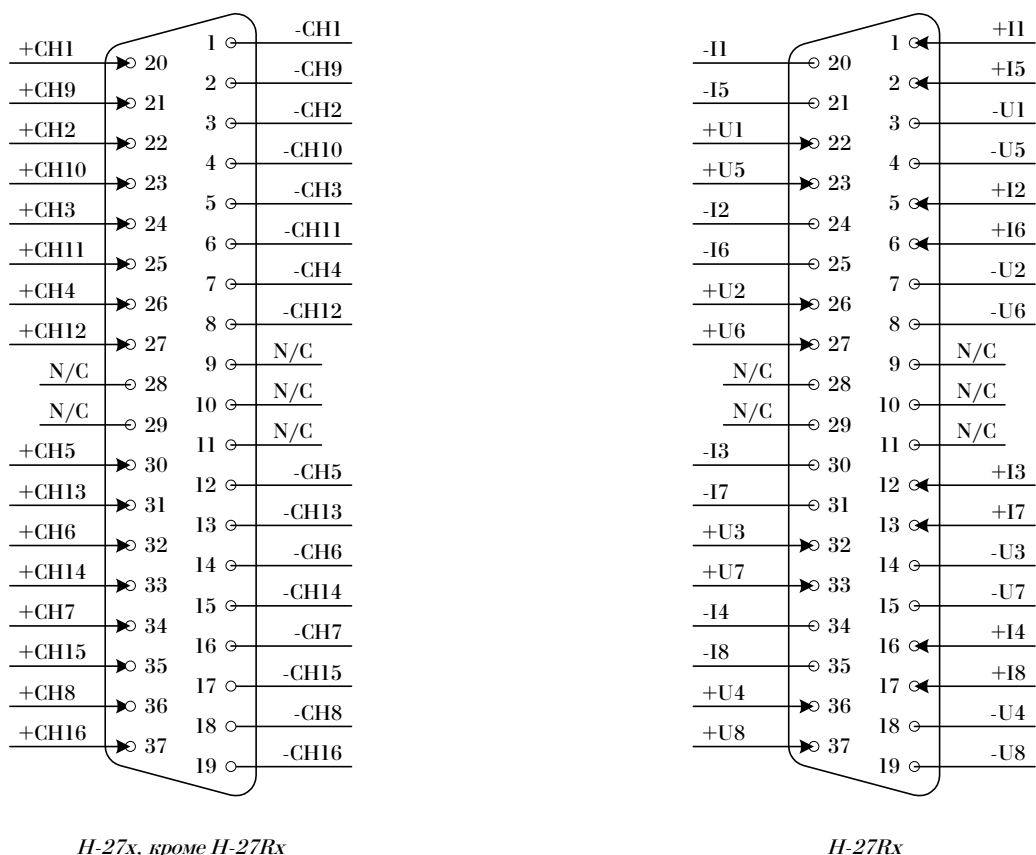 -CH1
+CH1
1
20
-CH9
+CH9
2
21
-CH2
+CH2
3
22
-CH10
+CH10
4
23
-CH3
+CH3
5
24
-CH11
+CH11
6
25
-CH4
+CH4
7
26
-CH12
+CH12
8
27
N/C
N/C
9
28
N/C
N/C
10
29
N/C
+CH5
11
30
-CH5
+CH13
12
31
-CH13
+CH6
13
32
-CH6
+CH14
14
33
-CH14
+CH7
15
34
-CH7
+CH15
16
35
-CH15
+CH8
17
36
-CH8
+CH16
18
37
-CH16
19
H-27x, кроме H-27Rx
+I1
-I1
1
20
+I5
-I5
2
21
-U1
+U1
3
22
-U5
+U5
4
23
+I2
-I2
5
24
+I6
-I6
6
25
-U2
+U2
7
26
-U6
+U6
8
27
N/C
N/C
9
28
N/C
N/C
10
29
N/C
-I3
11
30
+I3
-I7
12
31
+I7
+U3
13
32
-U3
+U7
14
33
-U7
-I4
15
34
+I4
-I8
16
35
+I8
+U4
17
36
-U4
+U8
18
37
-U8
19
H-27Rx